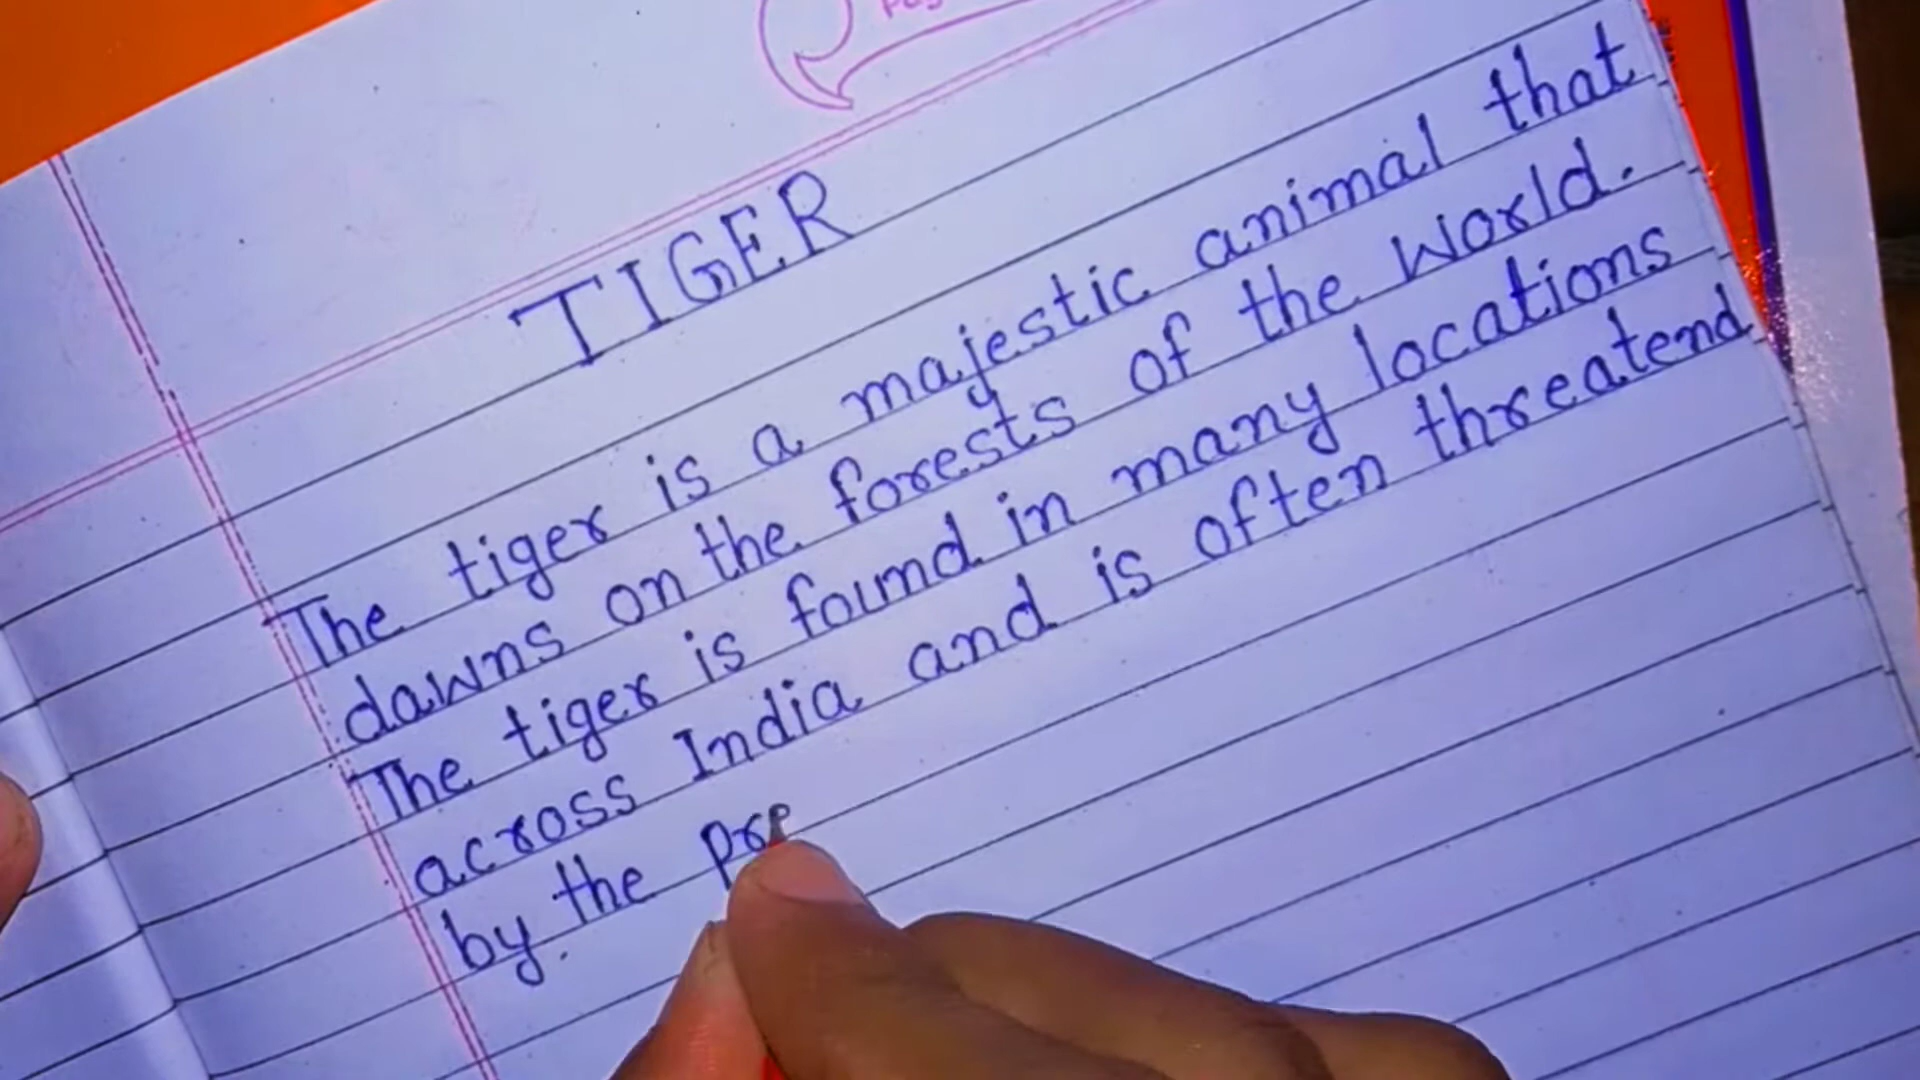 TIGER
The tiger is a majestic animal that
dawns on the forests of the World.
The tiger is found in many locations
across India and is often threatend
by the pre